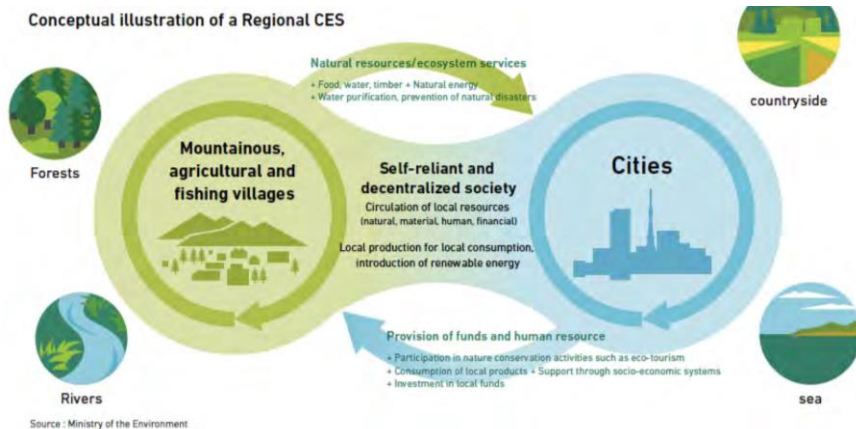 Conceptual illustration of a Regional CES
Natural resources/ecosystem services
+ Food, water, timber + Natural energy
+ Water purification, prevention of natural disasters
countryside
Forests
Mountainous,
agricultural and
fishing villages
Self-reliant and
decentralized society
Circulation of local resources
(natural, material, human, financial)
Local production for local consumption,
introduction of renewable energy
Cities
Provision of funds and human resource
+ Participation in nature conservation activities such as eco-tourism
+ Consumption of local products + Support through socio-economic systems
+ Investment in local funds
Rivers
sea
Source : Ministry of the Environment